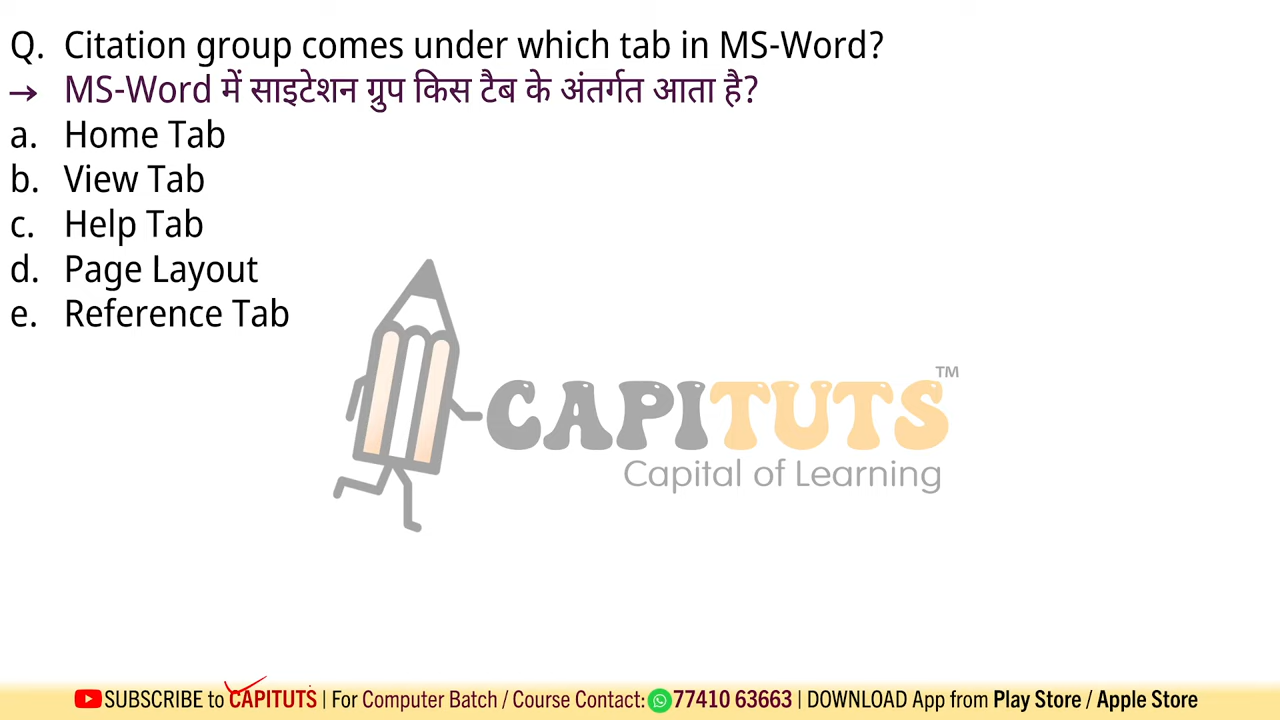 Q. Citation group comes under which tab in MS-Word?
→ MS-Word में साइटेशन ग्रुप किस टैब के अंतर्गत आता है?
a. Home Tab
b. View Tab
c. Help Tab
d. Page Layout
e. Reference Tab
CAPITUTS™
Capital of Learning
SUBSCRIBE to CAPITUTS | For Computer Batch / Course Contact: 77410 63663 | DOWNLOAD App from Play Store / Apple Store